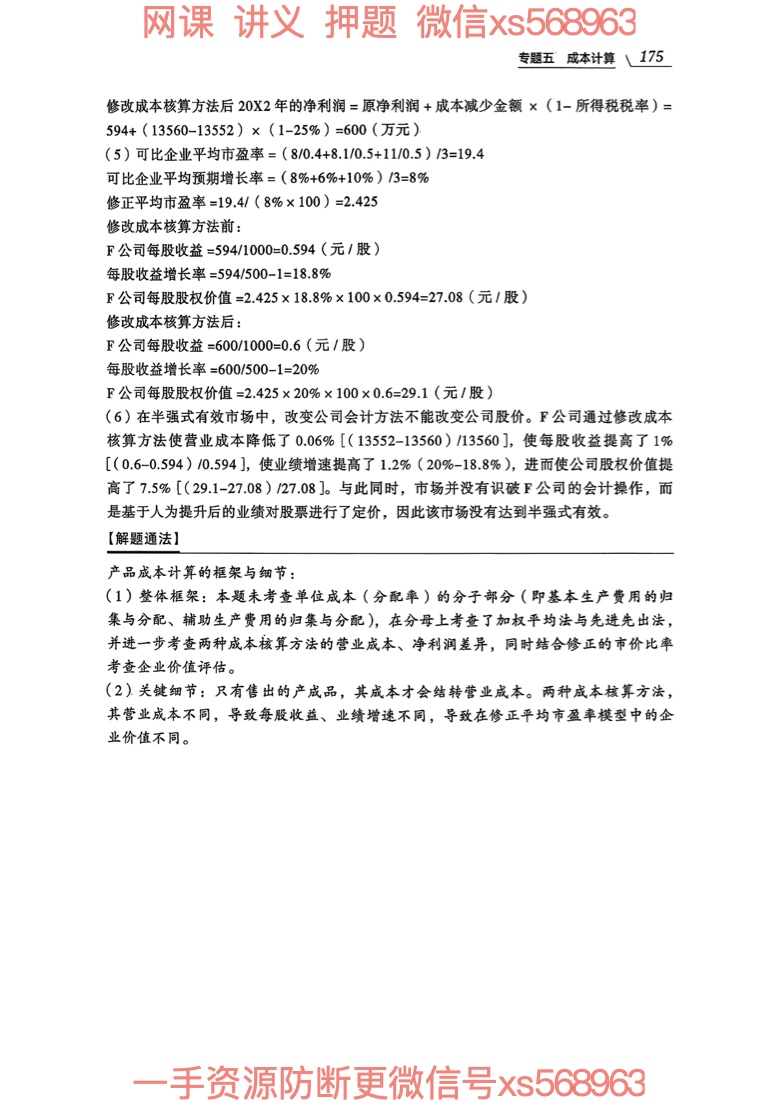 网课 讲义 押题 微信xs568963
专题五 成本计算 175
修改成本核算方法后 20X2 年的净利润 = 原净利润 + 成本减少金额 ×（1- 所得税税率）=
594+（13560-13552）×（1-25%）=600（万元）
（5）可比企业平均市盈率 =（8/0.4+8.1/0.5+11/0.5）/3=19.4
可比企业平均预期增长率 =（8%+6%+10%）/3=8%
修正平均市盈率 =19.4/（8% × 100）=2.425
修改成本核算方法前：
F 公司每股收益 =594/1000=0.594（元 / 股）
每股收益增长率 =594/500-1=18.8%
F 公司每股股权价值 =2.425 × 18.8% × 100 × 0.594=27.08（元 / 股）
修改成本核算方法后：
F 公司每股收益 =600/1000=0.6（元 / 股）
每股收益增长率 =600/500-1=20%
F 公司每股股权价值 =2.425 × 20% × 100 × 0.6=29.1（元 / 股）
（6）在半强式有效市场中，改变公司会计方法不能改变公司股价。F 公司通过修改成本
核算方法使营业成本降低了 0.06% [（13552-13560）/13560 ]，使每股收益提高了 1%
[（0.6-0.594）/0.594 ]，使业绩增速提高了 1.2%（20%-18.8%），进而使公司股权价值提
高了 7.5% [（29.1-27.08）/27.08 ]。与此同时，市场并没有识破 F 公司的会计操作，而
是基于人为提升后的业绩对股票进行了定价，因此该市场没有达到半强式有效。
【解题通法】
产品成本计算的框架与细节：
（1）整体框架：本题未考查单位成本（分配率）的分子部分（即基本生产费用的归
集与分配、辅助生产费用的归集与分配），在分母上考查了加权平均法与先进先出法，
并进一步考查两种成本核算方法的营业成本、净利润差异，同时结合修正的市价比率
考查企业价值评估。
（2）关键细节：只有售出的产成品，其成本才会结转营业成本。两种成本核算方法，
其营业成本不同，导致每股收益、业绩增速不同，导致在修正平均市盈率模型中的企
业价值不同。
一手资源防断更微信号xs568963